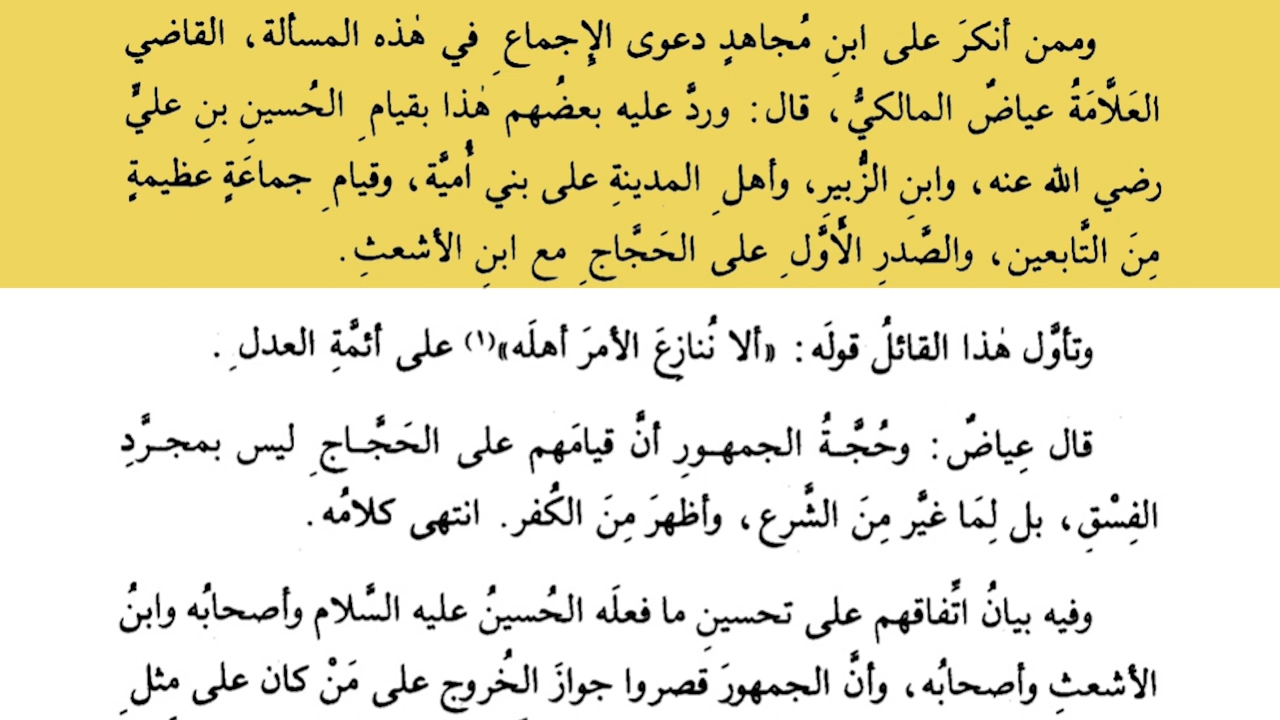 وممن أنكرَ على ابنِ مُجاهدٍ دعوى الإِجماعِ في هٰذه المسألة، القاضي
العَلَّامَةُ عياضٌ المالكيُّ، قال: وردَّ عليه بعضُهم هٰذا بقيامِ الحُسينِ بنِ عليٍّ
رضي الله عنه، وابنِ الزُّبيرِ، وأهلِ المدينةِ على بني أُميَّة، وقيامِ جماعَةٍ عظيمةٍ
مِنَ التَّابعين، والصَّدرِ الأَوَّلِ على الحَجَّاجِ مع ابنِ الأشعثِ.
وتأوَّل هٰذا القائلُ قولَه: «ألا نُنازِعَ الأمرَ أهلَه»(١) على أئمَّةِ العدلِ.
قال عِياضٌ: وحُجَّةُ الجمهورِ أنَّ قيامَهم على الحَجَّاجِ ليس بمجرَّدِ
الفِسْقِ، بل لِمَا غيَّر مِنَ الشَّرع، وأظهرَ مِنَ الكُفر. انتهى كلامُه.
وفيه بيانُ اتِّفاقهم على تحسينِ ما فعلَه الحُسينُ عليه السَّلام وأصحابُه وابنُ
الأشعثِ وأصحابُه، وأنَّ الجمهورَ قصروا جوازَ الخُروج على مَنْ كان على مثلِ